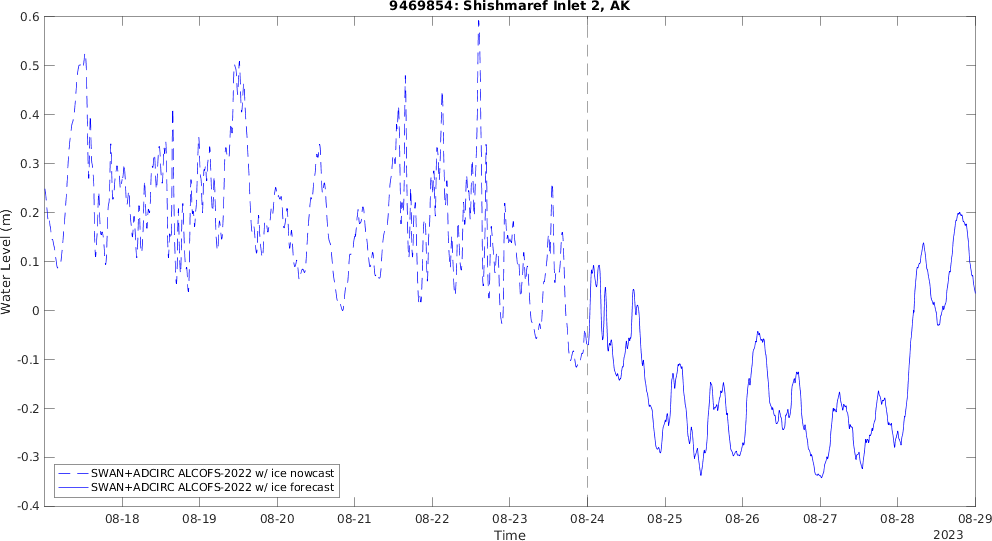 9469854: Shishmaref Inlet 2, AK
Water Level (m)
0.6
0.5
0.4
0.3
0.2
0.1
0
-0.1
-0.2
-0.3
-0.4
SWAN+ADCIRC ALCOFS-2022 w/ ice nowcast
SWAN+ADCIRC ALCOFS-2022 w/ ice forecast
08-18 08-19 08-20 08-21 08-22 08-23 08-24 08-25 08-26 08-27 08-28 08-29
Time
2023